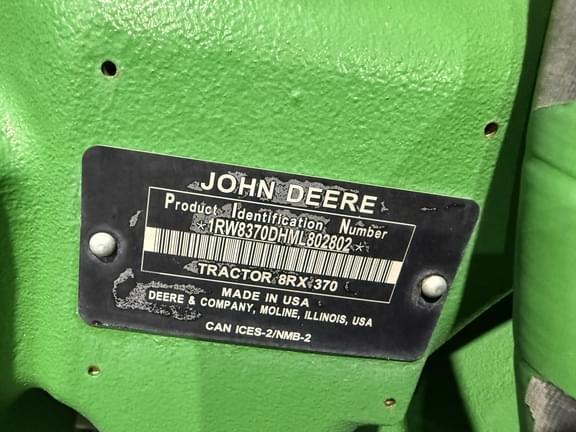 JOHN DEERE
Product Identification Number
*1RW8370DHML802802*
TRACTOR 8RX 370
MADE IN USA
DEERE & COMPANY, MOLINE, ILLINOIS, USA
CAN ICES-2/NMB-2